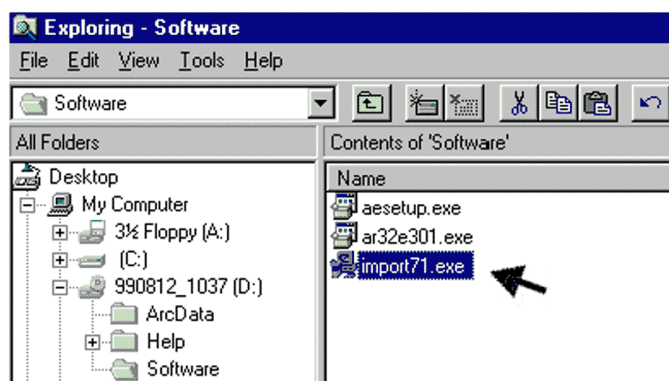 Exploring - Software
File Edit View Tools Help
Software
All Folders
Contents of 'Software'
Desktop
My Computer
3½ Floppy (A:)
(C:)
990812_1037 (D:)
ArcData
Help
Software
Name
aesetup.exe
ar32e301.exe
import71.exe